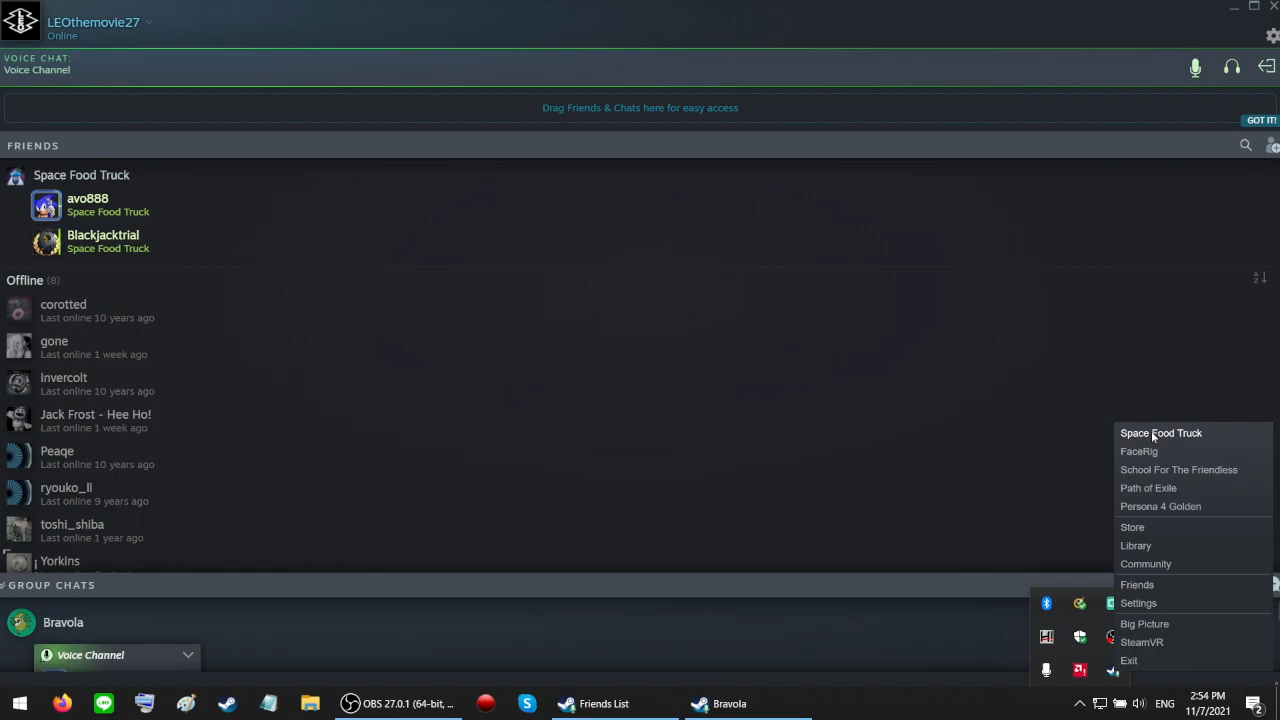 LEOthemovie27
Online
VOICE CHAT:
Voice Channel
Drag Friends & Chats here for easy access
GOT IT!
FRIENDS
Space Food Truck
avo888
Space Food Truck
Blackjacktrial
Space Food Truck
Offline (8)
corotted
Last online 10 years ago
gone
Last online 1 week ago
Invercolt
Last online 10 years ago
Jack Frost - Hee Ho!
Last online 1 week ago
Peaqe
Last online 10 years ago
ryouko_ll
Last online 9 years ago
toshi_shiba
Last online 1 year ago
Yorkins
GROUP CHATS
Bravola
Voice Channel
Space Food Truck
FaceRig
School For The Friendless
Path of Exile
Persona 4 Golden
Store
Library
Community
Friends
Settings
Big Picture
SteamVR
Exit
OBS 27.0.1 (64-bit, ...
Friends List
Bravola
ENG
2:54 PM
11/7/2021
2